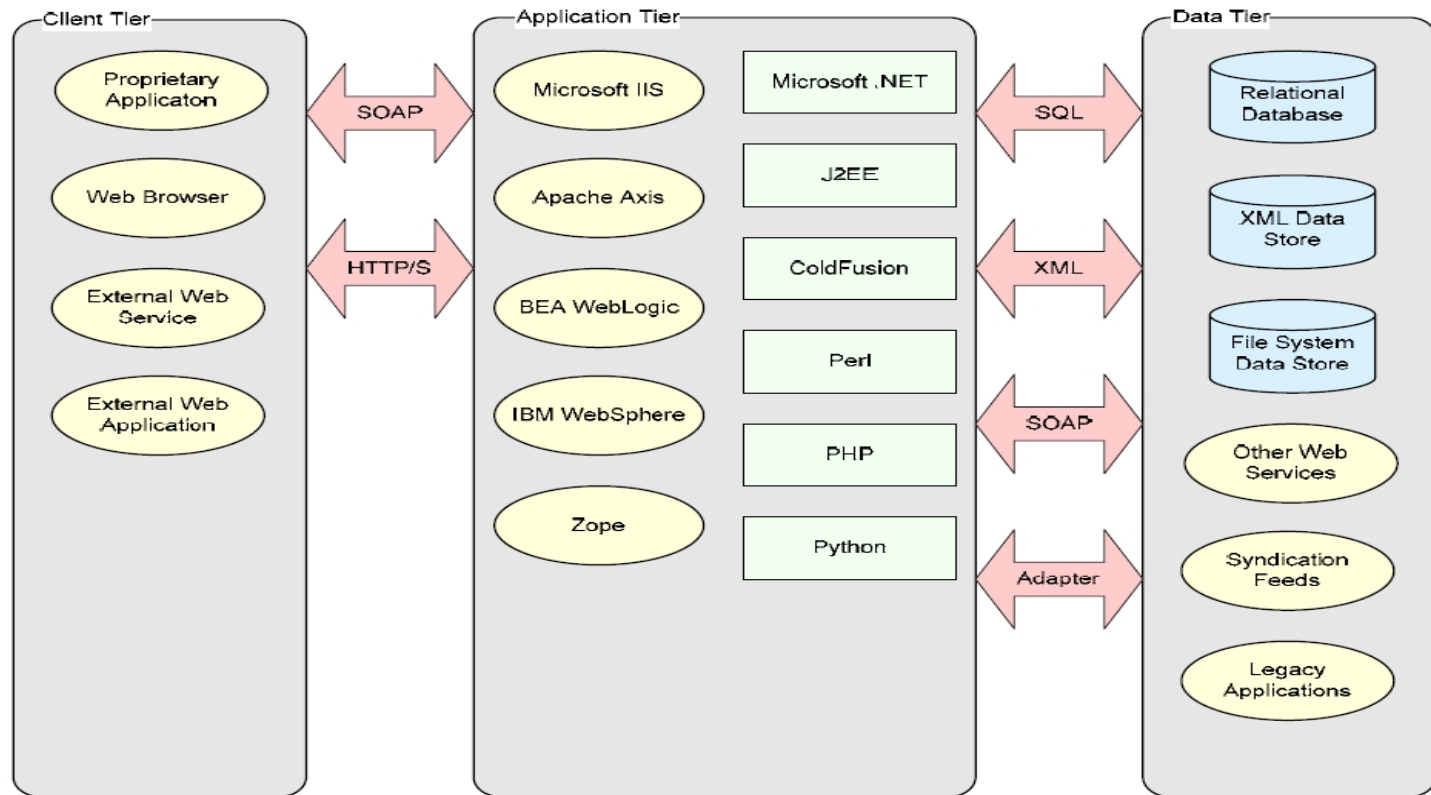 Client Tier
Proprietary
Applicaton
Web Browser
External Web
Service
External Web
Application
SOAP
HTTP/S
Application Tier
Microsoft IIS
Apache Axis
BEA WebLogic
IBM WebSphere
Zope
Microsoft .NET
J2EE
ColdFusion
Perl
PHP
Python
SQL
XML
SOAP
Adapter
Data Tier
Relational
Database
XML Data
Store
File System
Data Store
Other Web
Services
Syndication
Feeds
Legacy
Applications